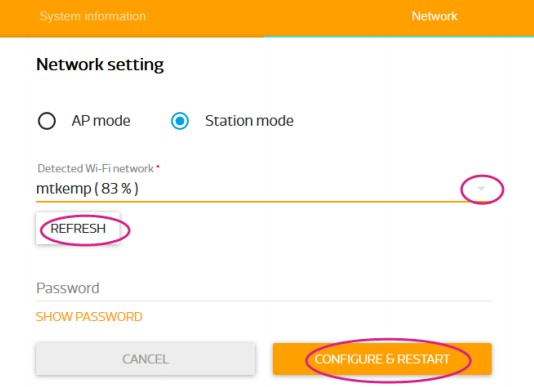 System information Network
Network setting
AP mode Station mode
Detected Wi-Fi network *
mtkemp ( 83 % )
REFRESH
Password
SHOW PASSWORD
CANCEL CONFIGURE & RESTART